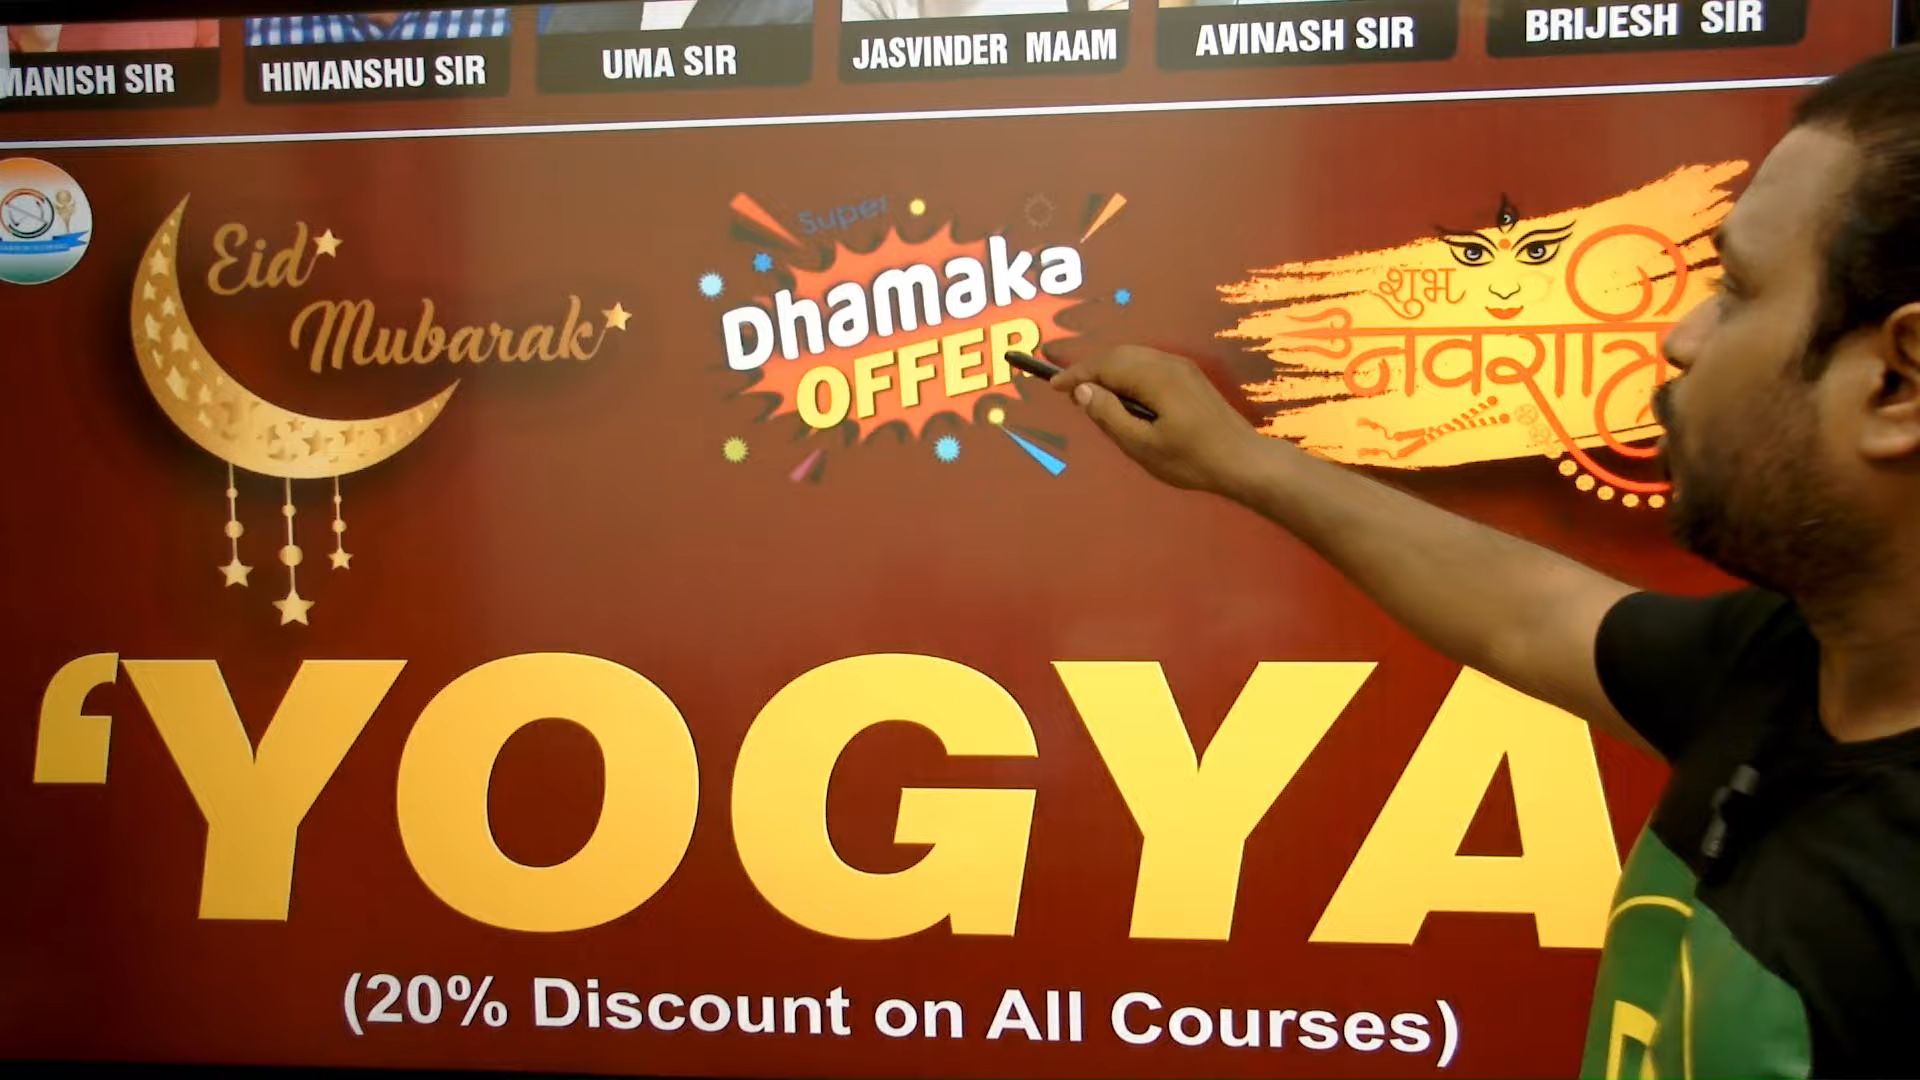 MANISH SIR
HIMANSHU SIR
UMA SIR
JASVINDER MAAM
AVINASH SIR
BRIJESH SIR
Eid
Mubarak
Super
Dhamaka
OFFER
शुभ
नवरात्रि
‘YOGYA
(20% Discount on All Courses)